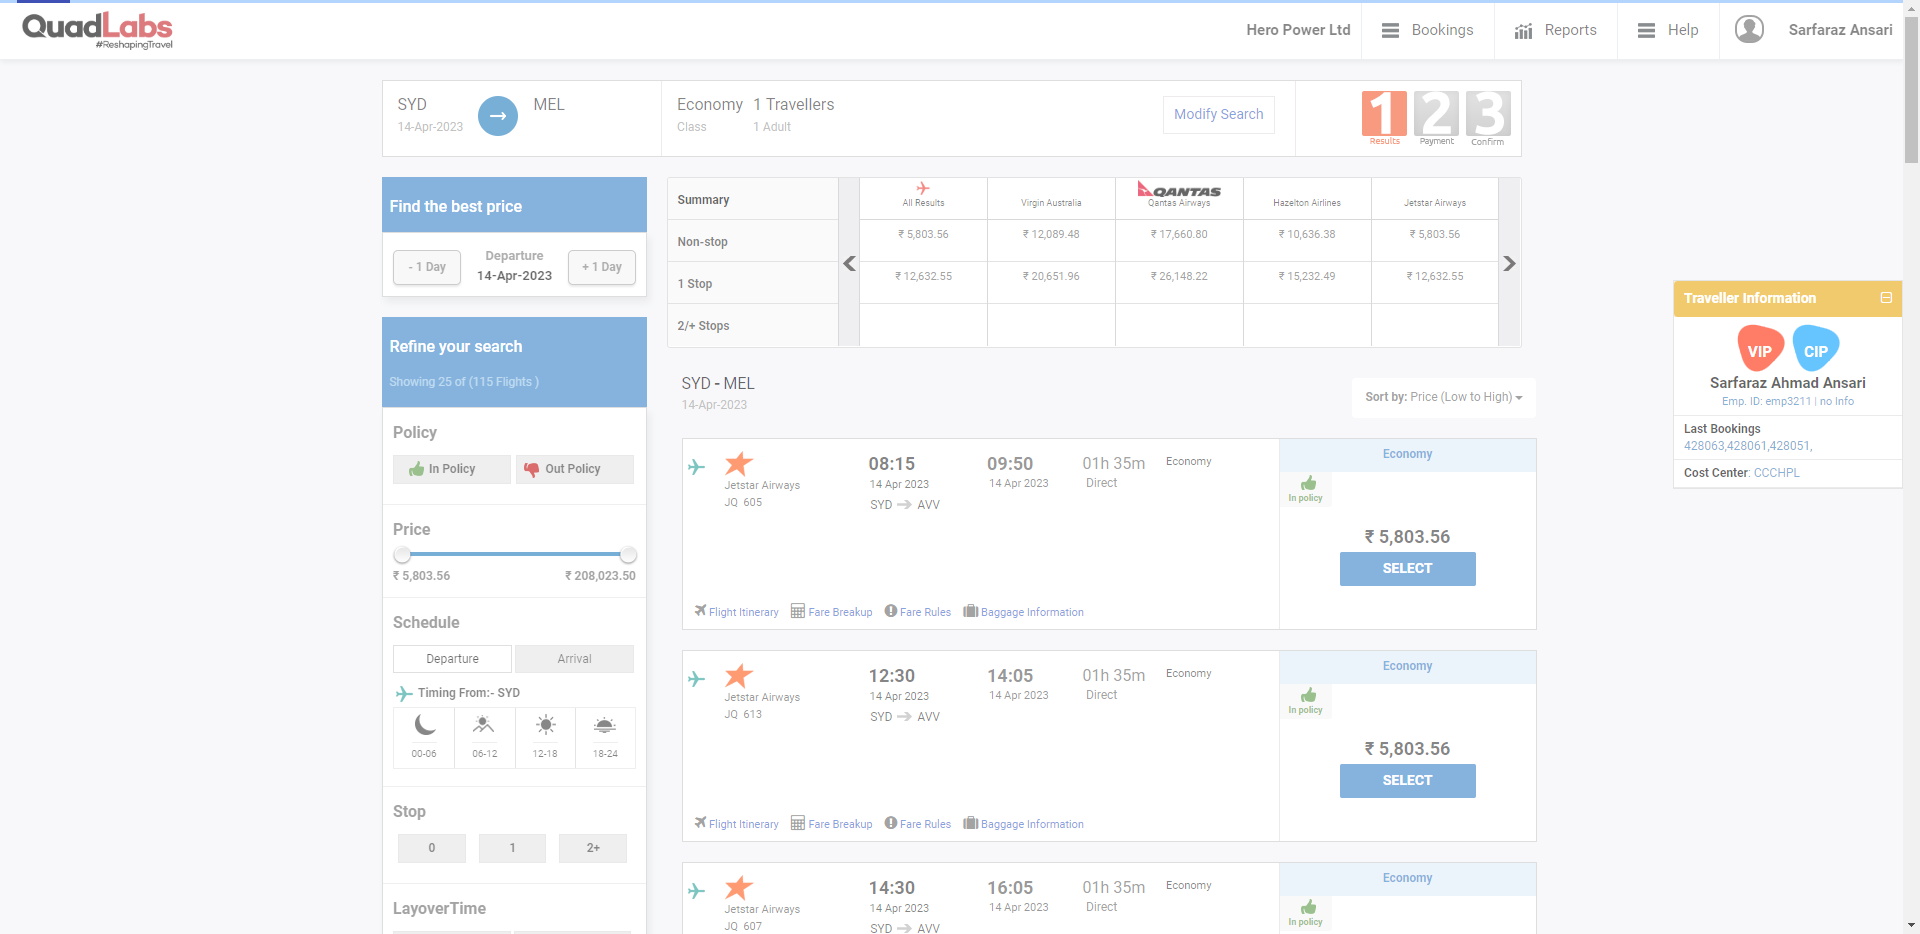 QuadLabs
#ReshapingTravel
Hero Power Ltd
Bookings
Reports
Help
Sarfaraz Ansari
SYD
14-Apr-2023
MEL
Economy
Class
1 Travellers
1 Adult
Modify Search
1
Results
2
Payment
3
Confirm
Find the best price
- 1 Day
Departure
14-Apr-2023
+ 1 Day
Refine your search
Showing 25 of (115 Flights )
Policy
In Policy
Out Policy
Price
₹ 5,803.56
₹ 208,023.50
Schedule
Departure
Arrival
Timing From:- SYD
00-06
06-12
12-18
18-24
Stop
0
1
2+
LayoverTime
Summary
All Results
Virgin Australia
QANTAS
Qantas Airways
Hazelton Airlines
Jetstar Airways
Non-stop
₹ 5,803.56
₹ 12,089.48
₹ 17,660.80
₹ 10,636.38
₹ 5,803.56
1 Stop
₹ 12,632.55
₹ 20,651.96
₹ 26,148.22
₹ 15,232.49
₹ 12,632.55
2/+ Stops
SYD - MEL
14-Apr-2023
Sort by: Price (Low to High)
Jetstar Airways
JQ 605
08:15
14 Apr 2023
SYD AVV
09:50
14 Apr 2023
01h 35m
Direct
Economy
Economy
In policy
₹ 5,803.56
SELECT
Flight Itinerary
Fare Breakup
Fare Rules
Baggage Information
Jetstar Airways
JQ 613
12:30
14 Apr 2023
SYD AVV
14:05
14 Apr 2023
01h 35m
Direct
Economy
Economy
In policy
₹ 5,803.56
SELECT
Flight Itinerary
Fare Breakup
Fare Rules
Baggage Information
Jetstar Airways
JQ 607
14:30
14 Apr 2023
SYD AVV
16:05
14 Apr 2023
01h 35m
Direct
Economy
Economy
In policy
Traveller Information
VIP
CIP
Sarfaraz Ahmad Ansari
Emp. ID: emp3211 | no Info
Last Bookings
428063,428061,428051,
Cost Center: CCCHPL